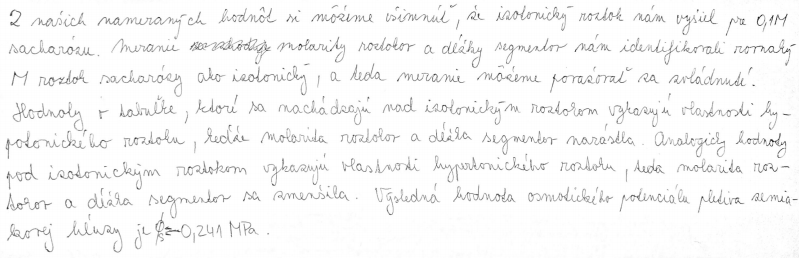 Z našich nameraných hodnôt si môžeme všimnúť, že izotonický roztok nám vyšiel pre 0,1M
sacharózu. Meranie molarity roztokov a dĺžky segmentov nám identifikovali rovnaký
M roztok sacharózy ako izotonický, a teda meranie môžeme považovať za zvládnuté.
Hodnoty v tabuľke, ktoré sa nachádzajú nad izotonickým roztokom vykazujú vlastnosti hy-
potonického roztoku, keďže molarita roztokov a dĺžka segmentov narástla. Analogicky hodnoty
pod izotonickým roztokom vykazujú vlastnosti hypertonického roztoku, teda molarita roz-
tokov a dĺžka segmentov sa zmenšila. Výsledná hodnota osmotického potenciálu pletiva zemia-
kovej hľuzy je -0,241 MPa.